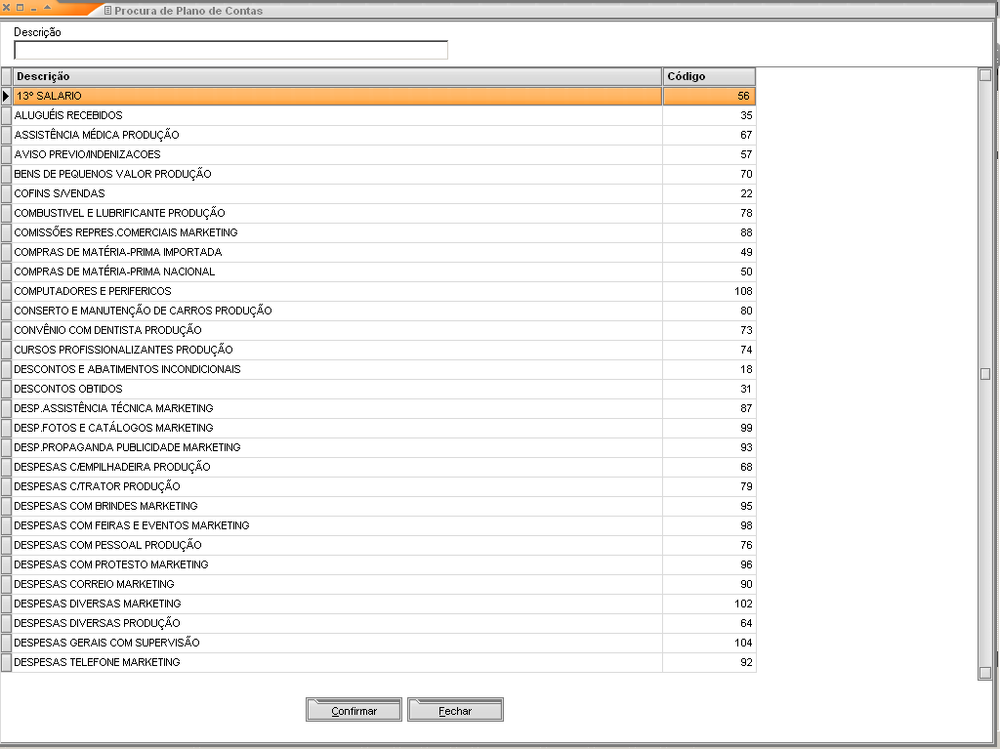 Procura de Plano de Contas
Descrição
Descrição Código
13º SALARIO 56
ALUGUÉIS RECEBIDOS 35
ASSISTÊNCIA MÉDICA PRODUÇÃO 67
AVISO PREVIO/INDENIZACOES 57
BENS DE PEQUENOS VALOR PRODUÇÃO 70
COFINS S/VENDAS 22
COMBUSTIVEL E LUBRIFICANTE PRODUÇÃO 78
COMISSÕES REPRES.COMERCIAIS MARKETING 88
COMPRAS DE MATÉRIA-PRIMA IMPORTADA 49
COMPRAS DE MATÉRIA-PRIMA NACIONAL 50
COMPUTADORES E PERIFERICOS 108
CONSERTO E MANUTENÇÃO DE CARROS PRODUÇÃO 80
CONVÊNIO COM DENTISTA PRODUÇÃO 73
CURSOS PROFISSIONALIZANTES PRODUÇÃO 74
DESCONTOS E ABATIMENTOS INCONDICIONAIS 18
DESCONTOS OBTIDOS 31
DESP.ASSISTÊNCIA TÉCNICA MARKETING 87
DESP.FOTOS E CATÁLOGOS MARKETING 99
DESP.PROPAGANDA PUBLICIDADE MARKETING 93
DESPESAS C/EMPILHADEIRA PRODUÇÃO 68
DESPESAS C/TRATOR PRODUÇÃO 79
DESPESAS COM BRINDES MARKETING 95
DESPESAS COM FEIRAS E EVENTOS MARKETING 98
DESPESAS COM PESSOAL PRODUÇÃO 76
DESPESAS COM PROTESTO MARKETING 96
DESPESAS CORREIO MARKETING 90
DESPESAS DIVERSAS MARKETING 102
DESPESAS DIVERSAS PRODUÇÃO 64
DESPESAS GERAIS COM SUPERVISÃO 104
DESPESAS TELEFONE MARKETING 92
Confirmar Fechar